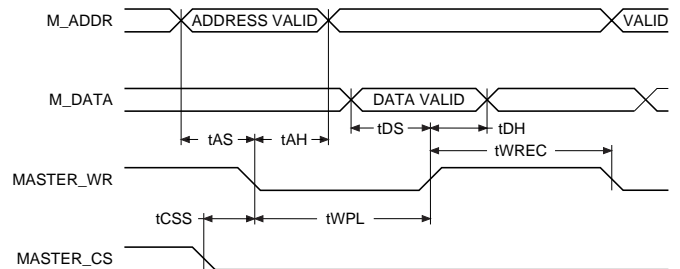 M_ADDR ADDRESS VALID VALID
M_DATA DATA VALID
tDS tDH
tAS tAH
tWREC
MASTER_WR
tCSS tWPL
MASTER_CS